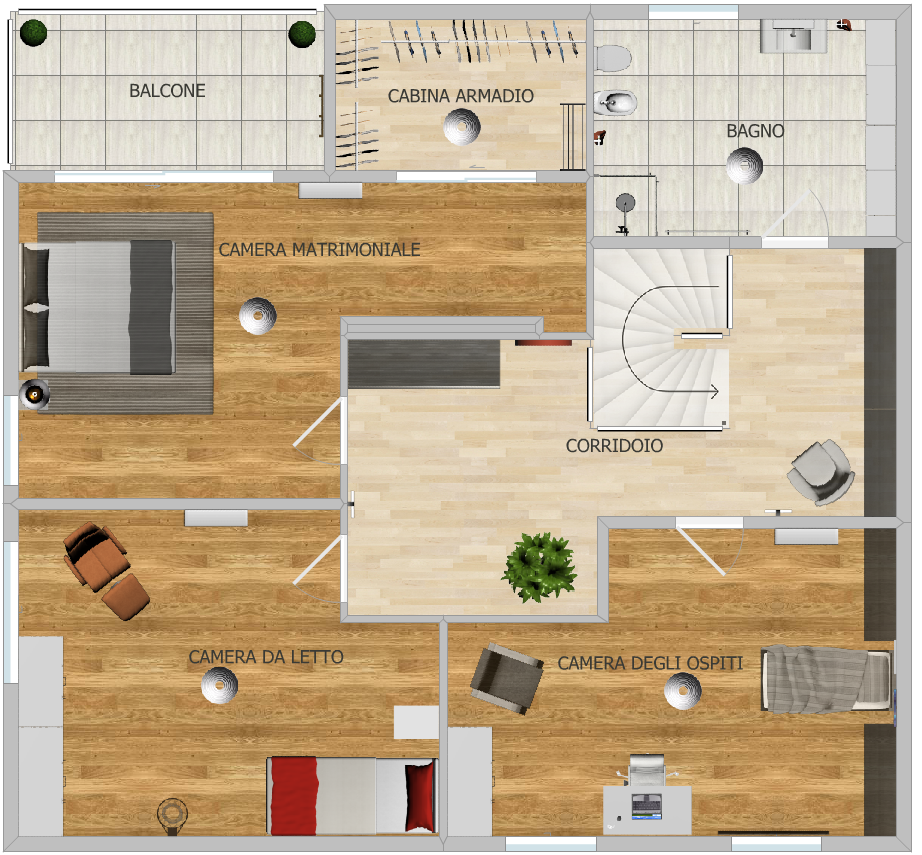 BALCONE
CABINA ARMADIO
BAGNO
CAMERA MATRIMONIALE
CORRIDOIO
CAMERA DA LETTO
CAMERA DEGLI OSPITI